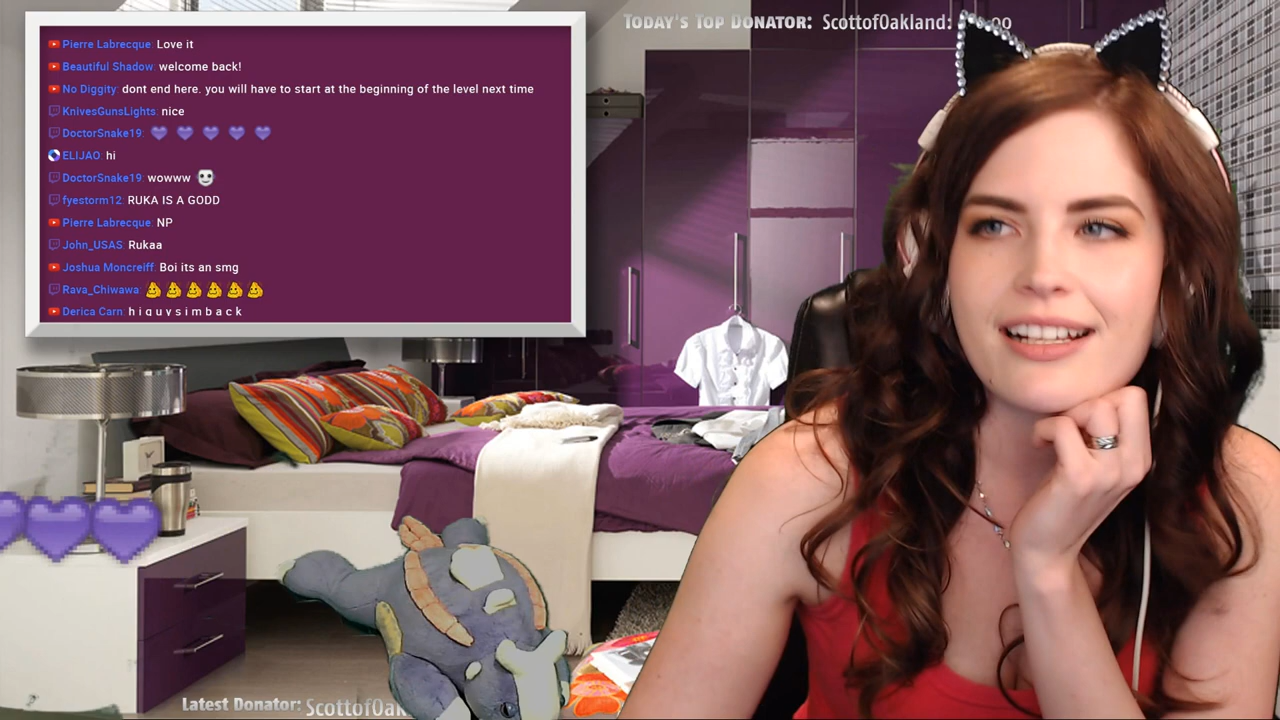 Today's Top Donator: ScottofOakland:
Pierre Labrecque: Love it
Beautiful Shadow: welcome back!
No Diggity: dont end here. you will have to start at the beginning of the level next time
KnivesGunsLights: nice
DoctorSnake19:
ELIJAO: hi
DoctorSnake19: wowww
fyestorm12: RUKA IS A GODD
Pierre Labrecque: NP
John_USAS: Rukaa
Joshua Moncreiff: Boi its an smg
Rava_Chiwawa:
Derica Carn: h i g u y s i m b a c k
Latest Donator: ScottofOak